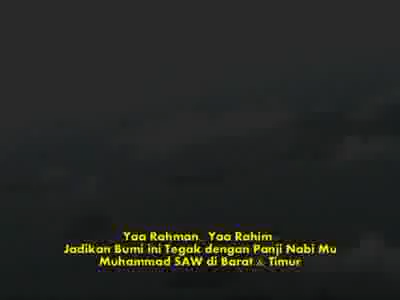 Yaa Rahman.. Yaa Rahim
Jadikan Bumi ini Tegak dengan Panji Nabi Mu
Muhammad SAW di Barat & Timur